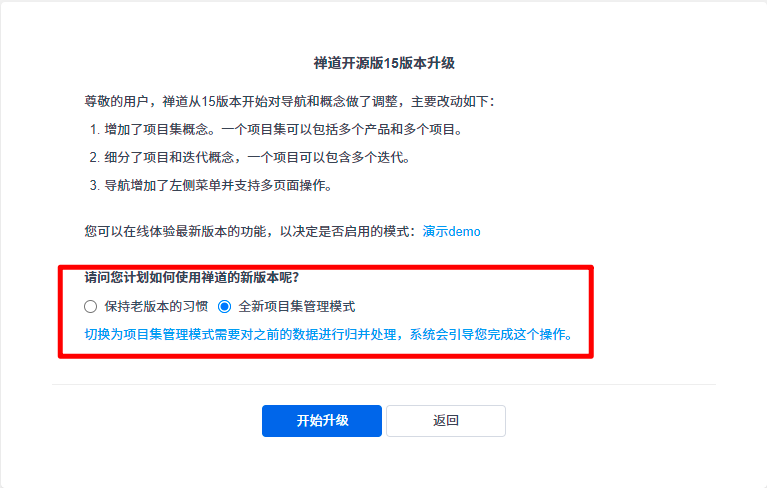 禅道开源版15版本升级
尊敬的用户，禅道从15版本开始对导航和概念做了调整，主要改动如下：
1. 增加了项目集概念。一个项目集可以包括多个产品和多个项目。
2. 细分了项目和迭代概念，一个项目可以包含多个迭代。
3. 导航增加了左侧菜单并支持多页面操作。
您可以在线体验最新版本的功能，以决定是否启用的模式：演示demo
请问您计划如何使用禅道的新版本呢？
保持老版本的习惯 全新项目集管理模式
切换为项目集管理模式需要对之前的数据进行归并处理，系统会引导您完成这个操作。
开始升级 返回